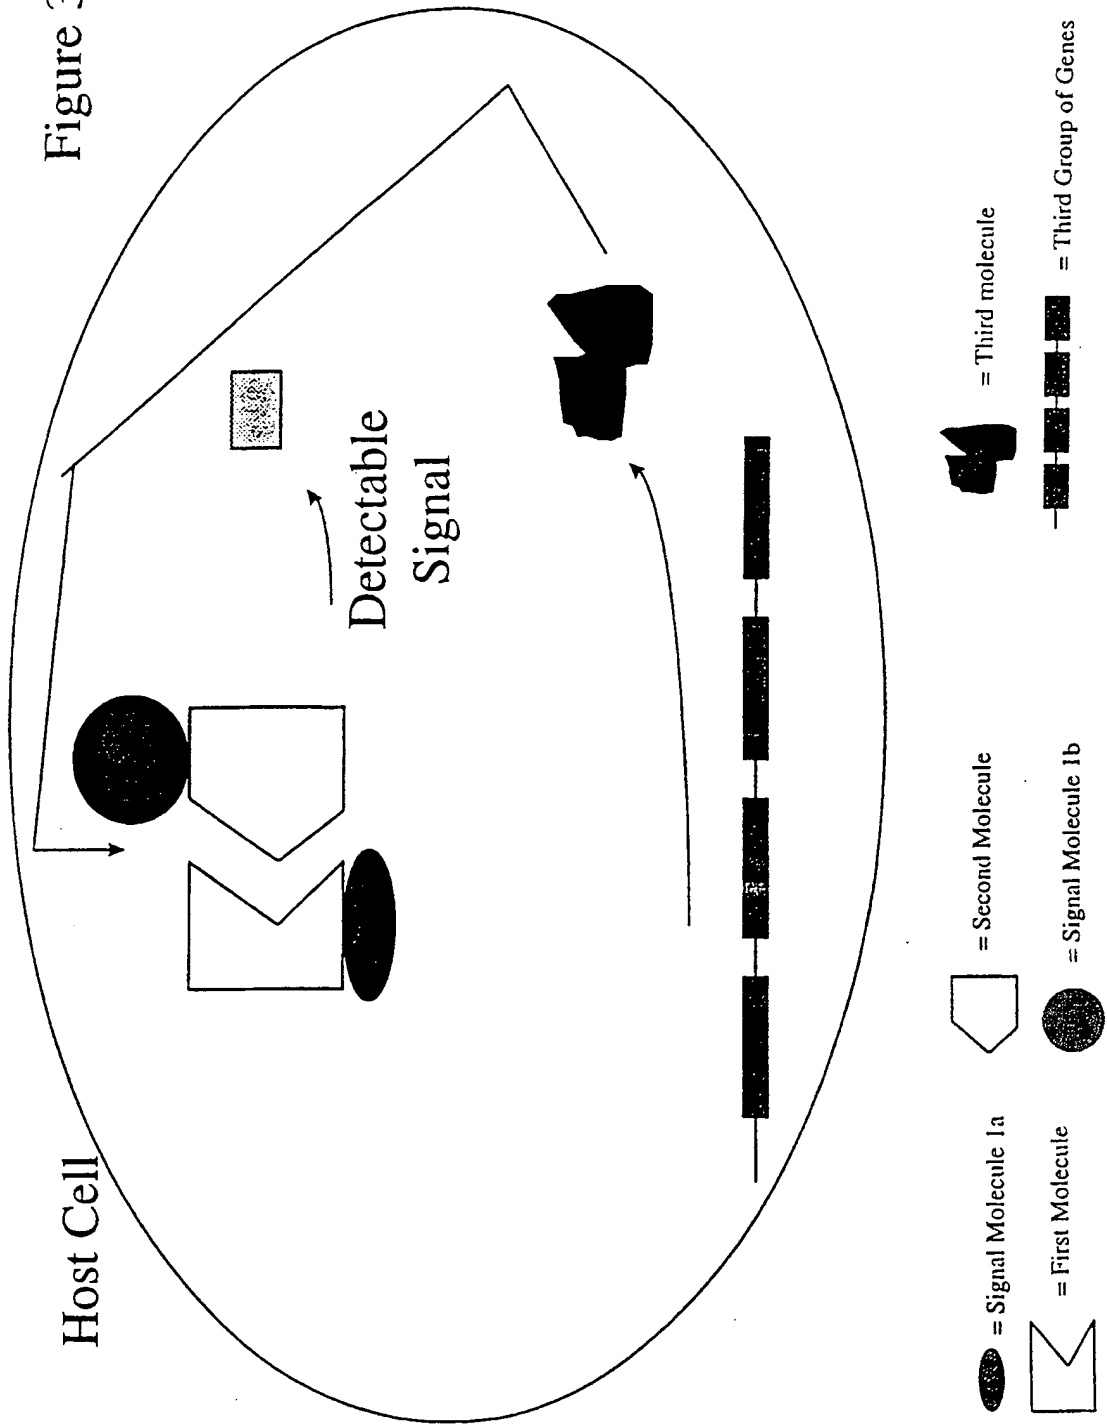 Figure 3
Host Cell
Detectable
Signal
= Signal Molecule 1a
= Second Molecule
= Third molecule
= First Molecule
= Signal Molecule 1b
= Third Group of Genes